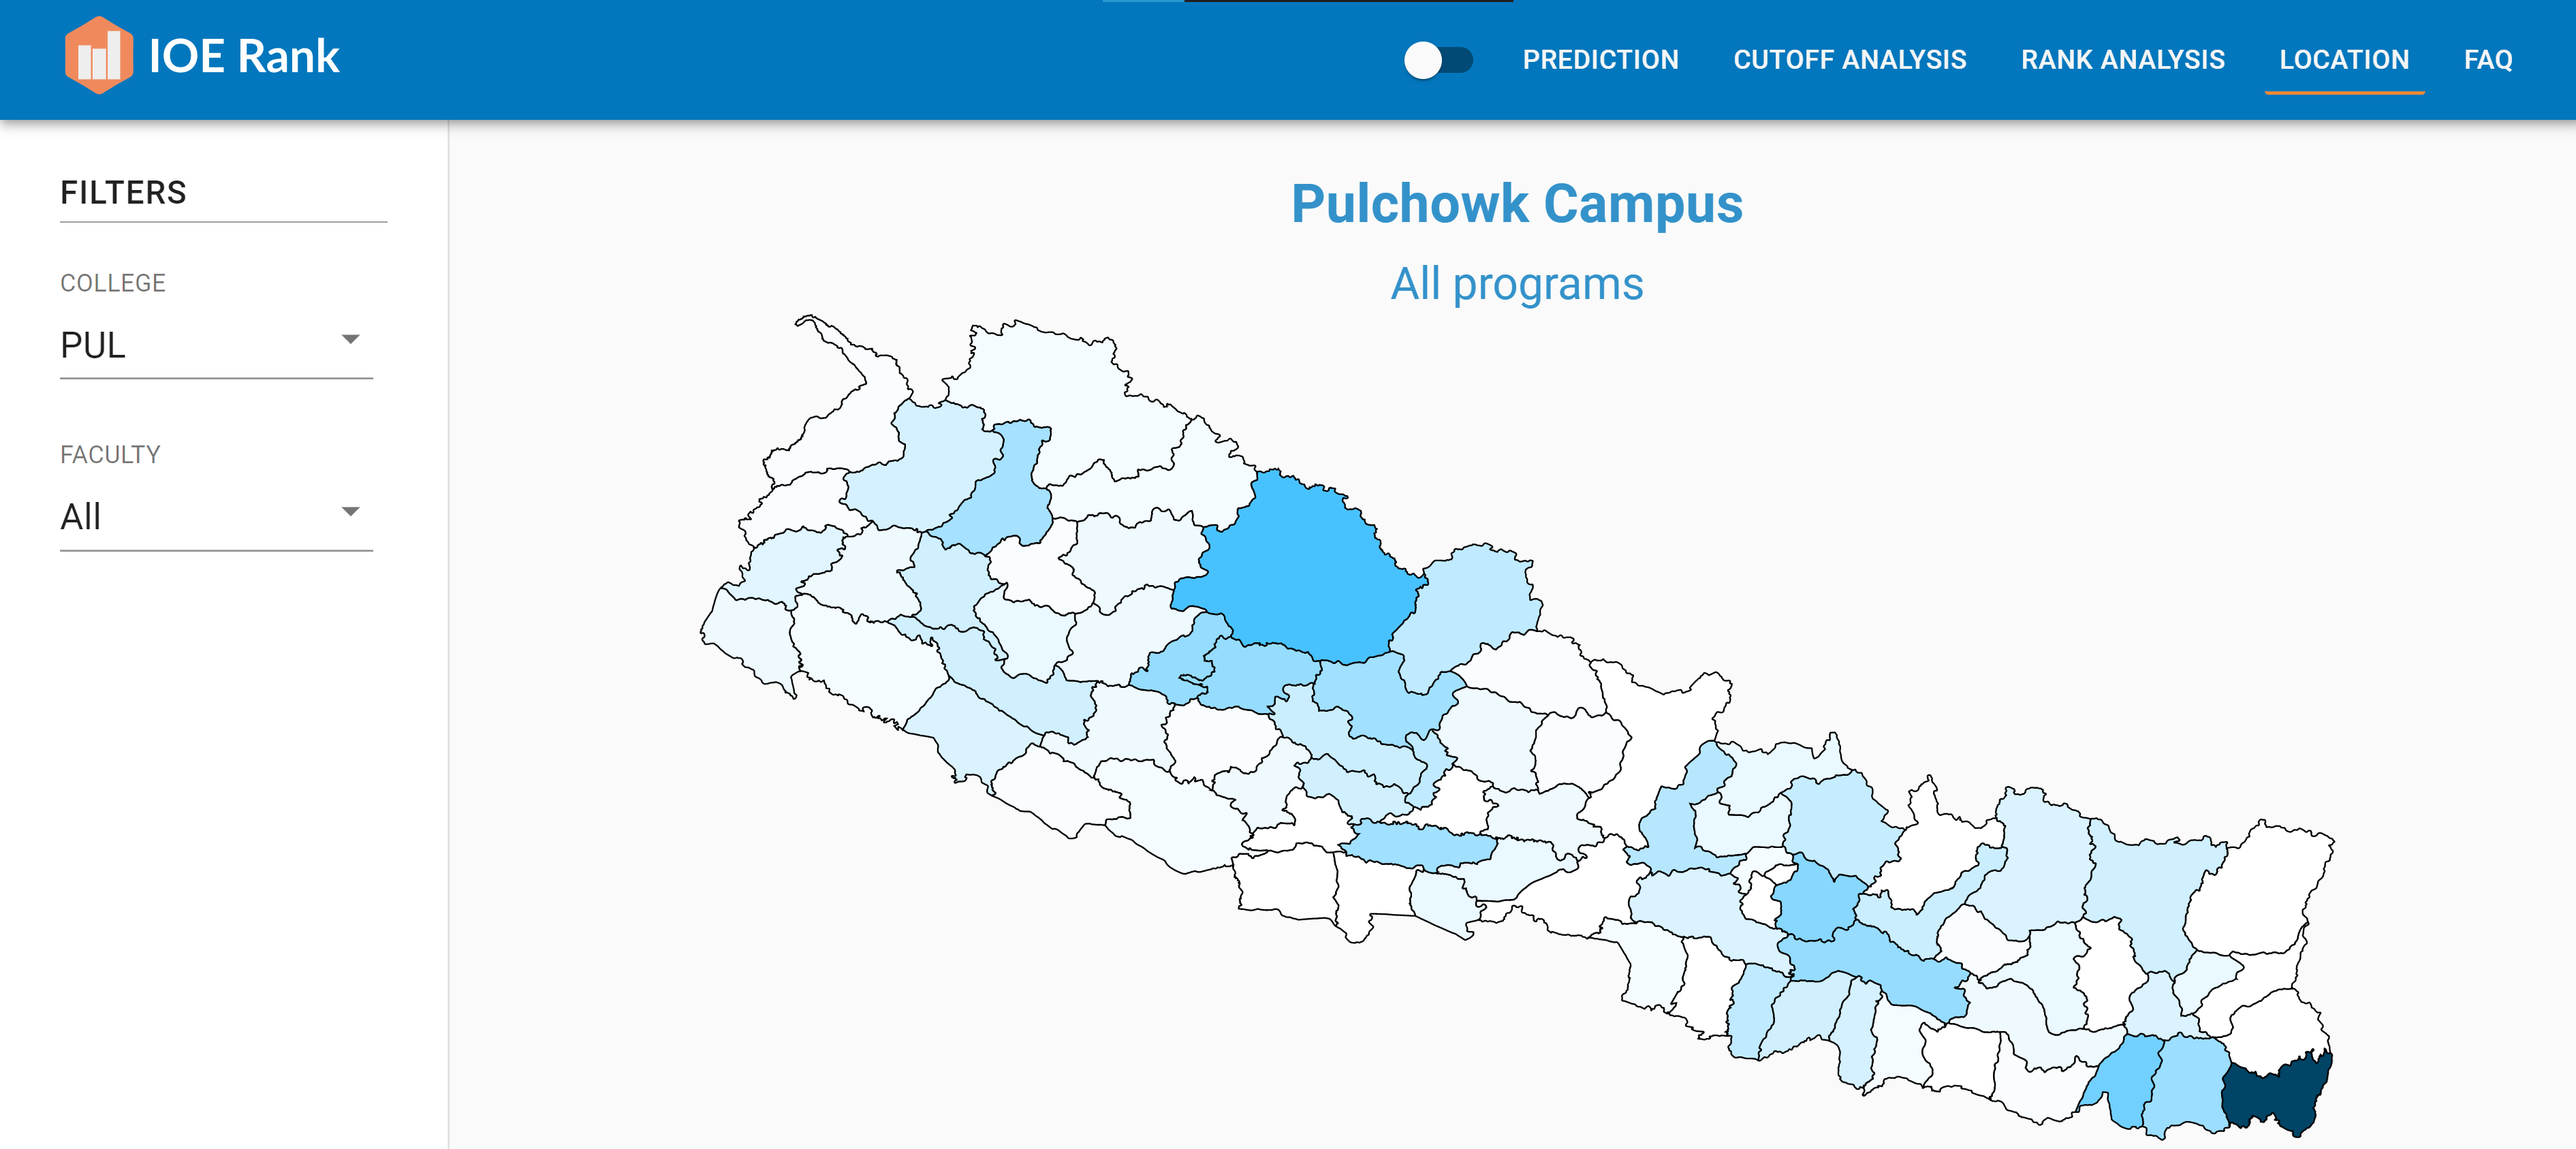 IOE Rank
PREDICTION
CUTOFF ANALYSIS
RANK ANALYSIS
LOCATION
FAQ
FILTERS
COLLEGE
PUL
FACULTY
All
Pulchowk Campus
All programs